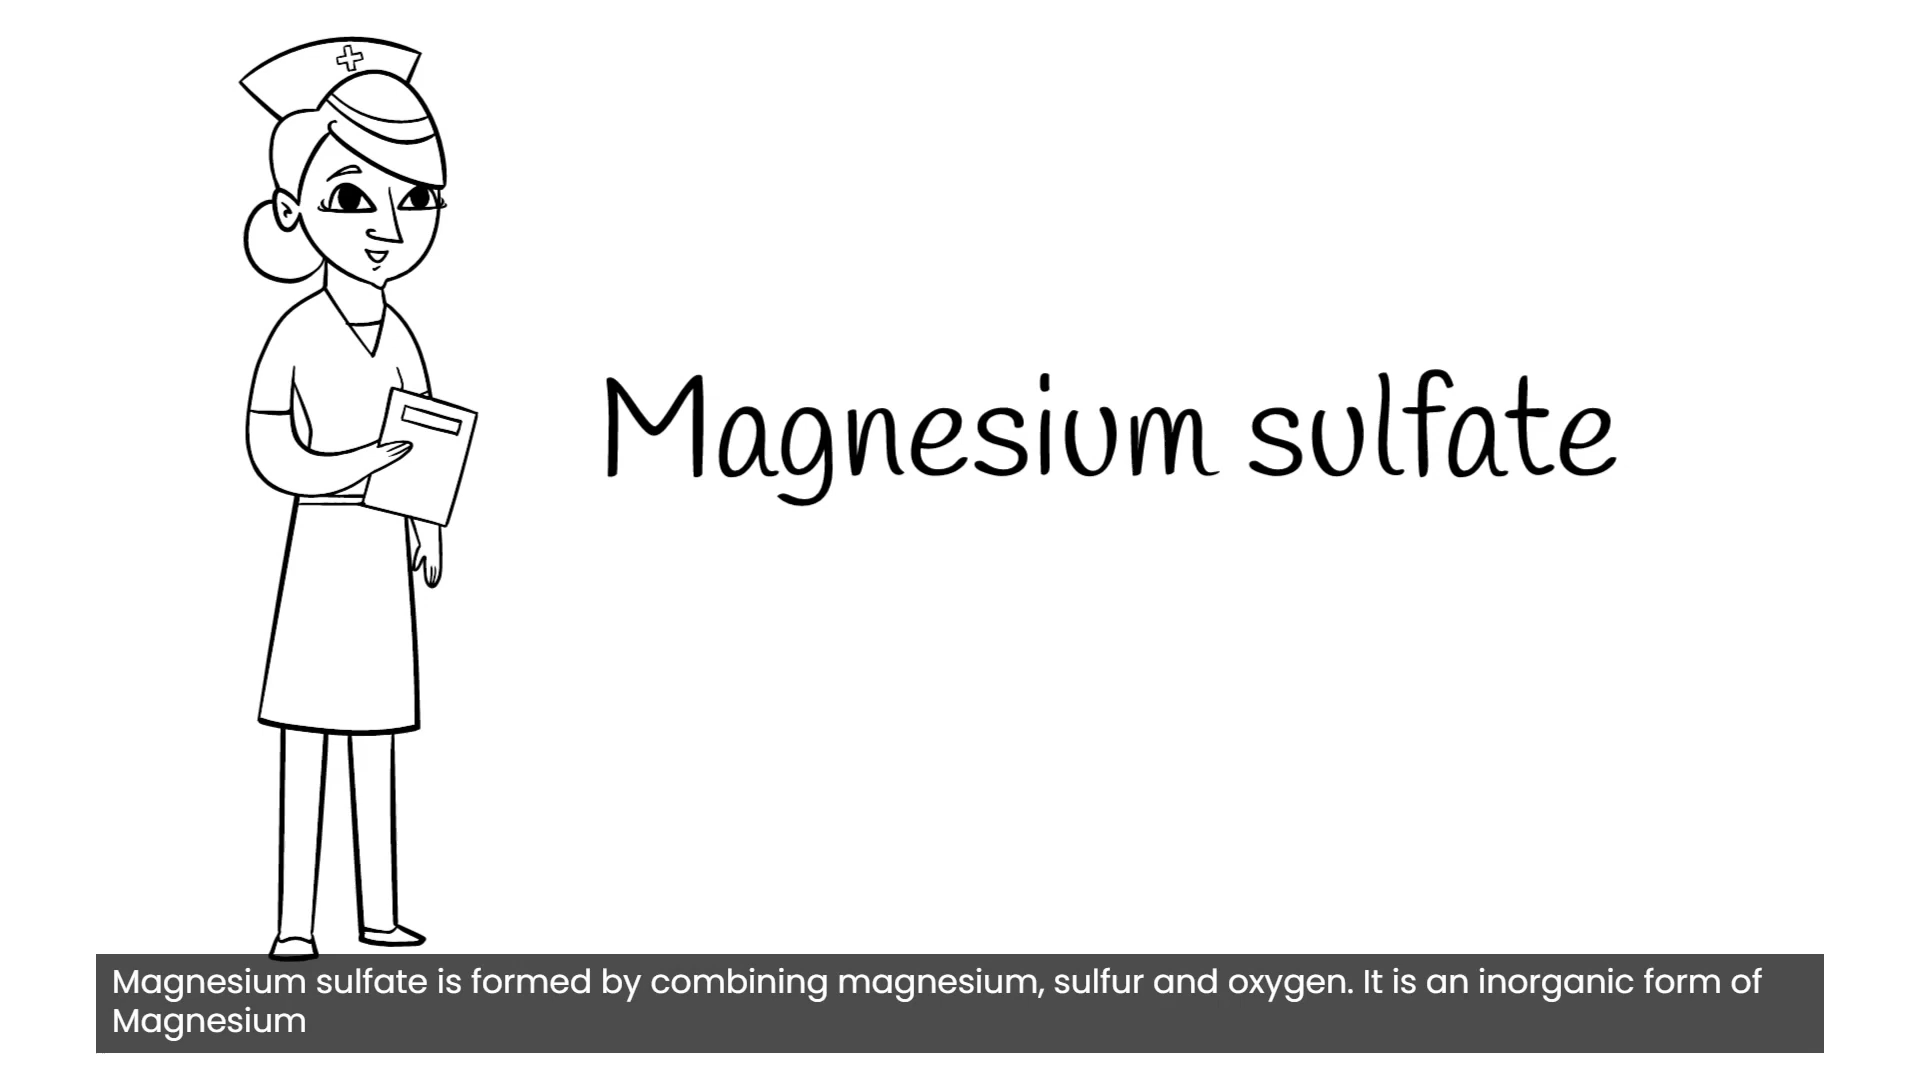 Magnesium sulfate
Magnesium sulfate is formed by combining magnesium, sulfur and oxygen. It is an inorganic form of
Magnesium